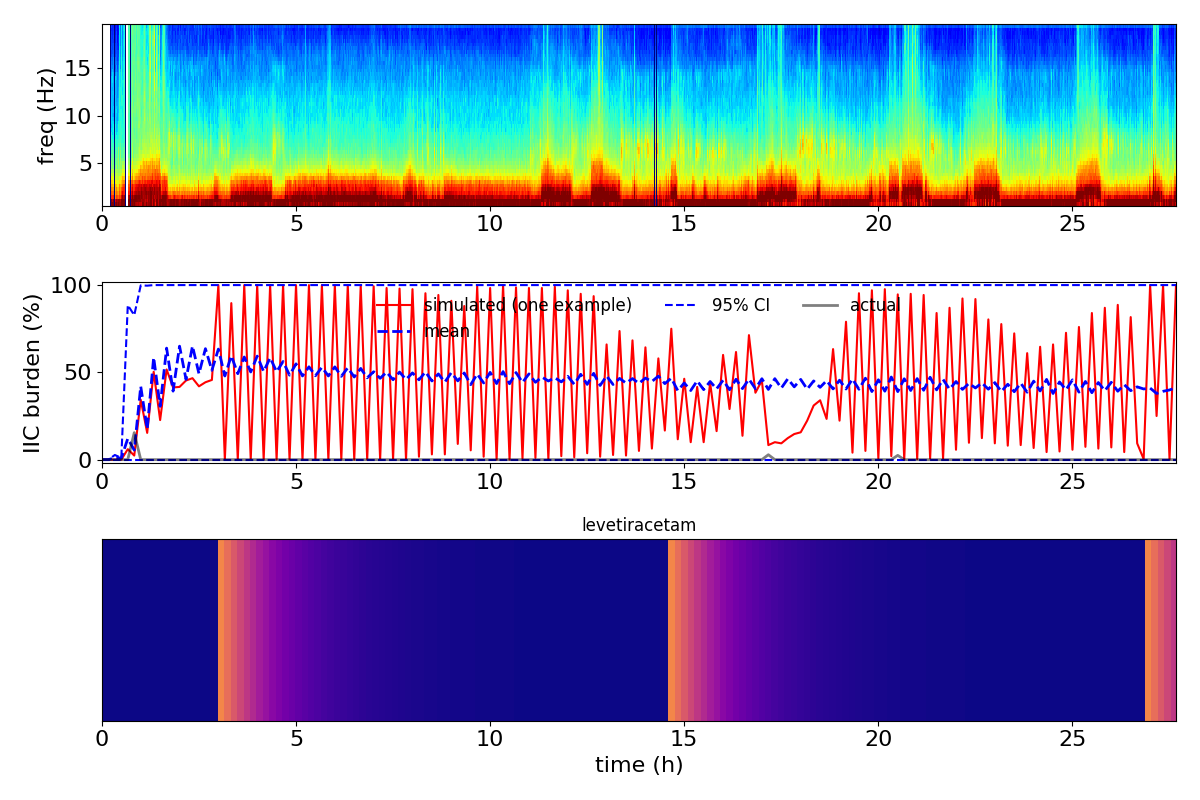 freq (Hz)
15
10
5
0 5 10 15 20 25
IIC burden (%)
100
50
0
simulated (one example) 95% CI actual
mean
0 5 10 15 20 25
levetiracetam
0 5 10 15 20 25
time (h)